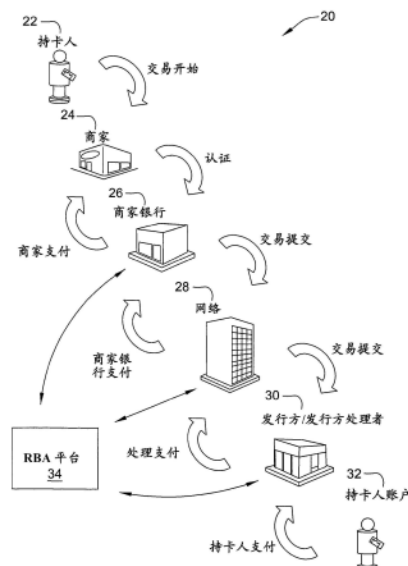 20
22
持卡人
交易开始
24
商家
认证
26
商家银行
商家支付
交易提交
28
网络
商家银
行支付
交易提交
30
发行方/发行方处理者
RBA 平台
34
处理支付
32
持卡人账户
持卡人支付